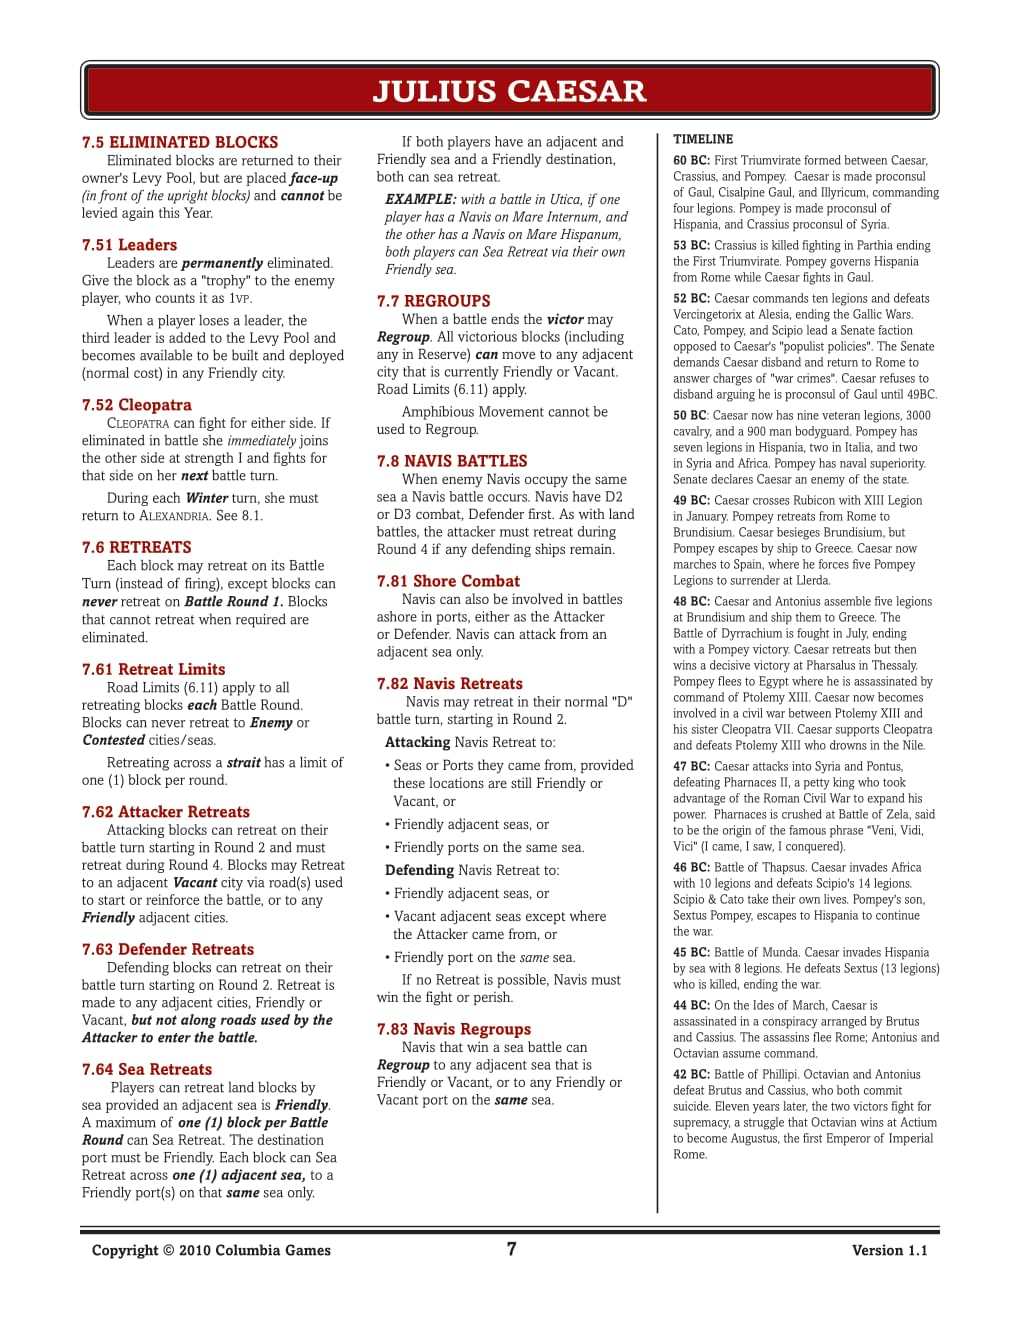 JULIUS CAESAR
7.5 ELIMINATED BLOCKS
Eliminated blocks are returned to their
owner's Levy Pool, but are placed face-up
(in front of the upright blocks) and cannot be
levied again this Year.
7.51 Leaders
Leaders are permanently eliminated.
Give the block as a "trophy" to the enemy
player, who counts it as 1VP.
When a player loses a leader, the
third leader is added to the Levy Pool and
becomes available to be built and deployed
(normal cost) in any Friendly city.
7.52 Cleopatra
CLEOPATRA can fight for either side. If
eliminated in battle she immediately joins
the other side at strength I and fights for
that side on her next battle turn.
During each Winter turn, she must
return to ALEXANDRIA. See 8.1.
7.6 RETREATS
Each block may retreat on its Battle
Turn (instead of firing), except blocks can
never retreat on Battle Round 1. Blocks
that cannot retreat when required are
eliminated.
7.61 Retreat Limits
Road Limits (6.11) apply to all
retreating blocks each Battle Round.
Blocks can never retreat to Enemy or
Contested cities/seas.
Retreating across a strait has a limit of
one (1) block per round.
7.62 Attacker Retreats
Attacking blocks can retreat on their
battle turn starting in Round 2 and must
retreat during Round 4. Blocks may Retreat
to an adjacent Vacant city via road(s) used
to start or reinforce the battle, or to any
Friendly adjacent cities.
7.63 Defender Retreats
Defending blocks can retreat on their
battle turn starting on Round 2. Retreat is
made to any adjacent cities, Friendly or
Vacant, but not along roads used by the
Attacker to enter the battle.
7.64 Sea Retreats
Players can retreat land blocks by
sea provided an adjacent sea is Friendly.
A maximum of one (1) block per Battle
Round can Sea Retreat. The destination
port must be Friendly. Each block can Sea
Retreat across one (1) adjacent sea, to a
Friendly port(s) on that same sea only.
If both players have an adjacent and
Friendly sea and a Friendly destination,
both can sea retreat.
EXAMPLE: with a battle in Utica, if one
player has a Navis on Mare Internum, and
the other has a Navis on Mare Hispanum,
both players can Sea Retreat via their own
Friendly sea.
7.7 REGROUPS
When a battle ends the victor may
Regroup. All victorious blocks (including
any in Reserve) can move to any adjacent
city that is currently Friendly or Vacant.
Road Limits (6.11) apply.
Amphibious Movement cannot be
used to Regroup.
7.8 NAVIS BATTLES
When enemy Navis occupy the same
sea a Navis battle occurs. Navis have D2
or D3 combat, Defender first. As with land
battles, the attacker must retreat during
Round 4 if any defending ships remain.
7.81 Shore Combat
Navis can also be involved in battles
ashore in ports, either as the Attacker
or Defender. Navis can attack from an
adjacent sea only.
7.82 Navis Retreats
Navis may retreat in their normal "D"
battle turn, starting in Round 2.
Attacking Navis Retreat to:
• Seas or Ports they came from, provided
these locations are still Friendly or
Vacant, or
• Friendly adjacent seas, or
• Friendly ports on the same sea.
Defending Navis Retreat to:
• Friendly adjacent seas, or
• Vacant adjacent seas except where
the Attacker came from, or
• Friendly port on the same sea.
If no Retreat is possible, Navis must
win the fight or perish.
7.83 Navis Regroups
Navis that win a sea battle can
Regroup to any adjacent sea that is
Friendly or Vacant, or to any Friendly or
Vacant port on the same sea.
TIMELINE
60 BC: First Triumvirate formed between Caesar,
Crassius, and Pompey. Caesar is made proconsul
of Gaul, Cisalpine Gaul, and Illyricum, commanding
four legions. Pompey is made proconsul of
Hispania, and Crassius proconsul of Syria.
53 BC: Crassius is killed fighting in Parthia ending
the First Triumvirate. Pompey governs Hispania
from Rome while Caesar fights in Gaul.
52 BC: Caesar commands ten legions and defeats
Vercingetorix at Alesia, ending the Gallic Wars.
Cato, Pompey, and Scipio lead a Senate faction
opposed to Caesar's "populist policies". The Senate
demands Caesar disband and return to Rome to
answer charges of "war crimes". Caesar refuses to
disband arguing he is proconsul of Gaul until 49BC.
50 BC: Caesar now has nine veteran legions, 3000
cavalry, and a 900 man bodyguard. Pompey has
seven legions in Hispania, two in Italia, and two
in Syria and Africa. Pompey has naval superiority.
Senate declares Caesar an enemy of the state.
49 BC: Caesar crosses Rubicon with XIII Legion
in January. Pompey retreats from Rome to
Brundisium. Caesar besieges Brundisium, but
Pompey escapes by ship to Greece. Caesar now
marches to Spain, where he forces five Pompey
Legions to surrender at Llerda.
48 BC: Caesar and Antonius assemble five legions
at Brundisium and ship them to Greece. The
Battle of Dyrrachium is fought in July, ending
with a Pompey victory. Caesar retreats but then
wins a decisive victory at Pharsalus in Thessaly.
Pompey flees to Egypt where he is assassinated by
command of Ptolemy XIII. Caesar now becomes
involved in a civil war between Ptolemy XIII and
his sister Cleopatra VII. Caesar supports Cleopatra
and defeats Ptolemy XIII who drowns in the Nile.
47 BC: Caesar attacks into Syria and Pontus,
defeating Pharnaces II, a petty king who took
advantage of the Roman Civil War to expand his
power. Pharnaces is crushed at Battle of Zela, said
to be the origin of the famous phrase "Veni, Vidi,
Vici" (I came, I saw, I conquered).
46 BC: Battle of Thapsus. Caesar invades Africa
with 10 legions and defeats Scipio's 14 legions.
Scipio & Cato take their own lives. Pompey's son,
Sextus Pompey, escapes to Hispania to continue
the war.
45 BC: Battle of Munda. Caesar invades Hispania
by sea with 8 legions. He defeats Sextus (13 legions)
who is killed, ending the war.
44 BC: On the Ides of March, Caesar is
assassinated in a conspiracy arranged by Brutus
and Cassius. The assassins flee Rome; Antonius and
Octavian assume command.
42 BC: Battle of Phillipi. Octavian and Antonius
defeat Brutus and Cassius, who both commit
suicide. Eleven years later, the two victors fight for
supremacy, a struggle that Octavian wins at Actium
to become Augustus, the first Emperor of Imperial
Rome.
Copyright © 2010 Columbia Games
7
Version 1.1